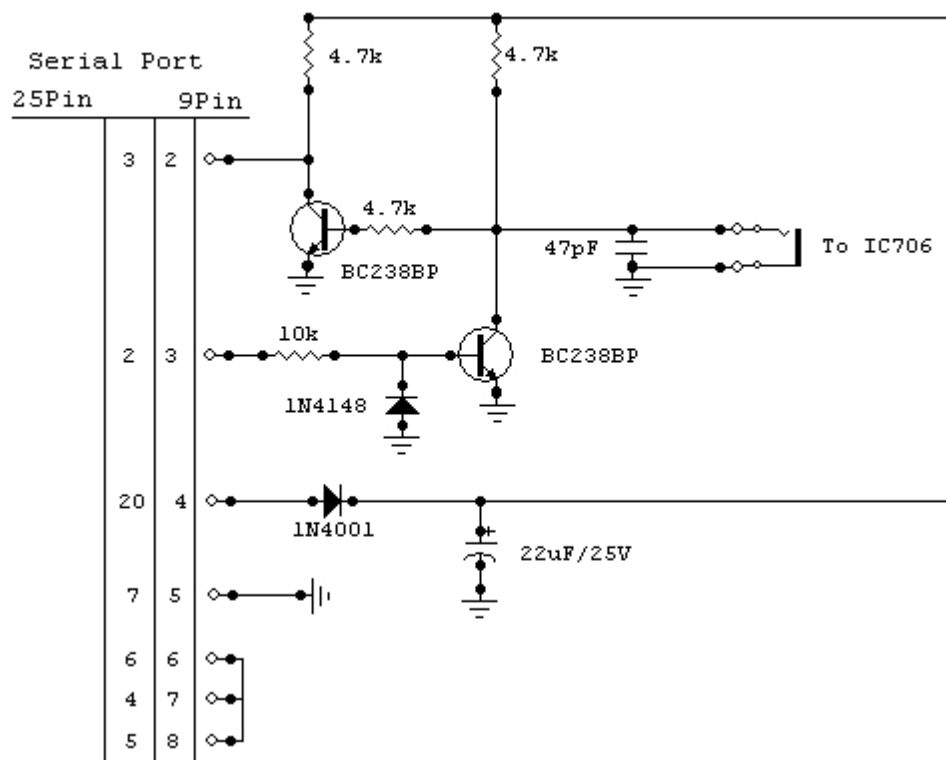 4.7k
4.7k
Serial Port
25Pin 9Pin
3 2
4.7k
47pF
To IC706
BC238BP
10k
2 3
BC238BP
1N4148
20 4
1N4001
+
22uF/25V
7 5
6 6
4 7
5 8